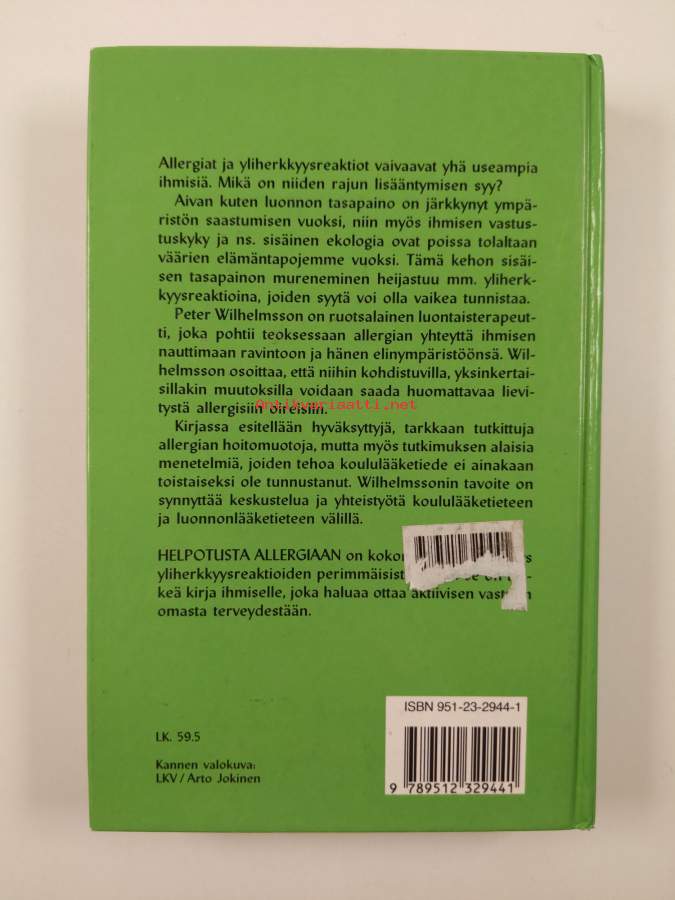 Allergiat ja yliherkkyysreaktiot vaivaavat yhä useampia
ihmisiä. Mikä on niiden rajun lisääntymisen syy?
Aivan kuten luonnon tasapaino on järkkynyt ympä-
ristön saastumisen vuoksi, niin myös ihmisen vastus-
tuskyky ja ns. sisäinen ekologia ovat poissa tolaltaan
väärien elämäntapojemme vuoksi. Tämä kehon sisäi-
sen tasapainon mureneminen heijastuu mm. yliherk-
kyysreaktioina, joiden syytä voi olla vaikea tunnistaa.
Peter Wilhelmsson on ruotsalainen luontaisterapeut-
ti, joka pohtii teoksessaan allergian yhteyttä ihmisen
nauttimaan ravintoon ja hänen elinympäristöönsä. Wil-
helmsson osoittaa, että niihin kohdistuvilla, yksinkertai-
sillakin muutoksilla voidaan saada huomattavaa lievi-
tystä allergisiin oireisiin.
Antikvariaatti.net
Kirjassa esitellään hyväksyttyjä, tarkkaan tutkittuja
allergian hoitomuotoja, mutta myös tutkimuksen alaisia
menetelmiä, joiden tehoa koululääketiede ei ainakaan
toistaiseksi ole tunnustanut. Wilhelmssonin tavoite on
synnyttää keskustelua ja yhteistyötä koululääketieteen
ja luonnonlääketieteen välillä.
HELPOTUSTA ALLERGIAAN on
yliherkkyysreaktioiden perimmäisist
keä kirja ihmiselle, joka haluaa ottaa aktiivisen
omasta terveydestään.
ISBN 951-23-2944-1
LK. 59.5
Kannen valokuva:
LKV / Arto Jokinen
9 789512 329441